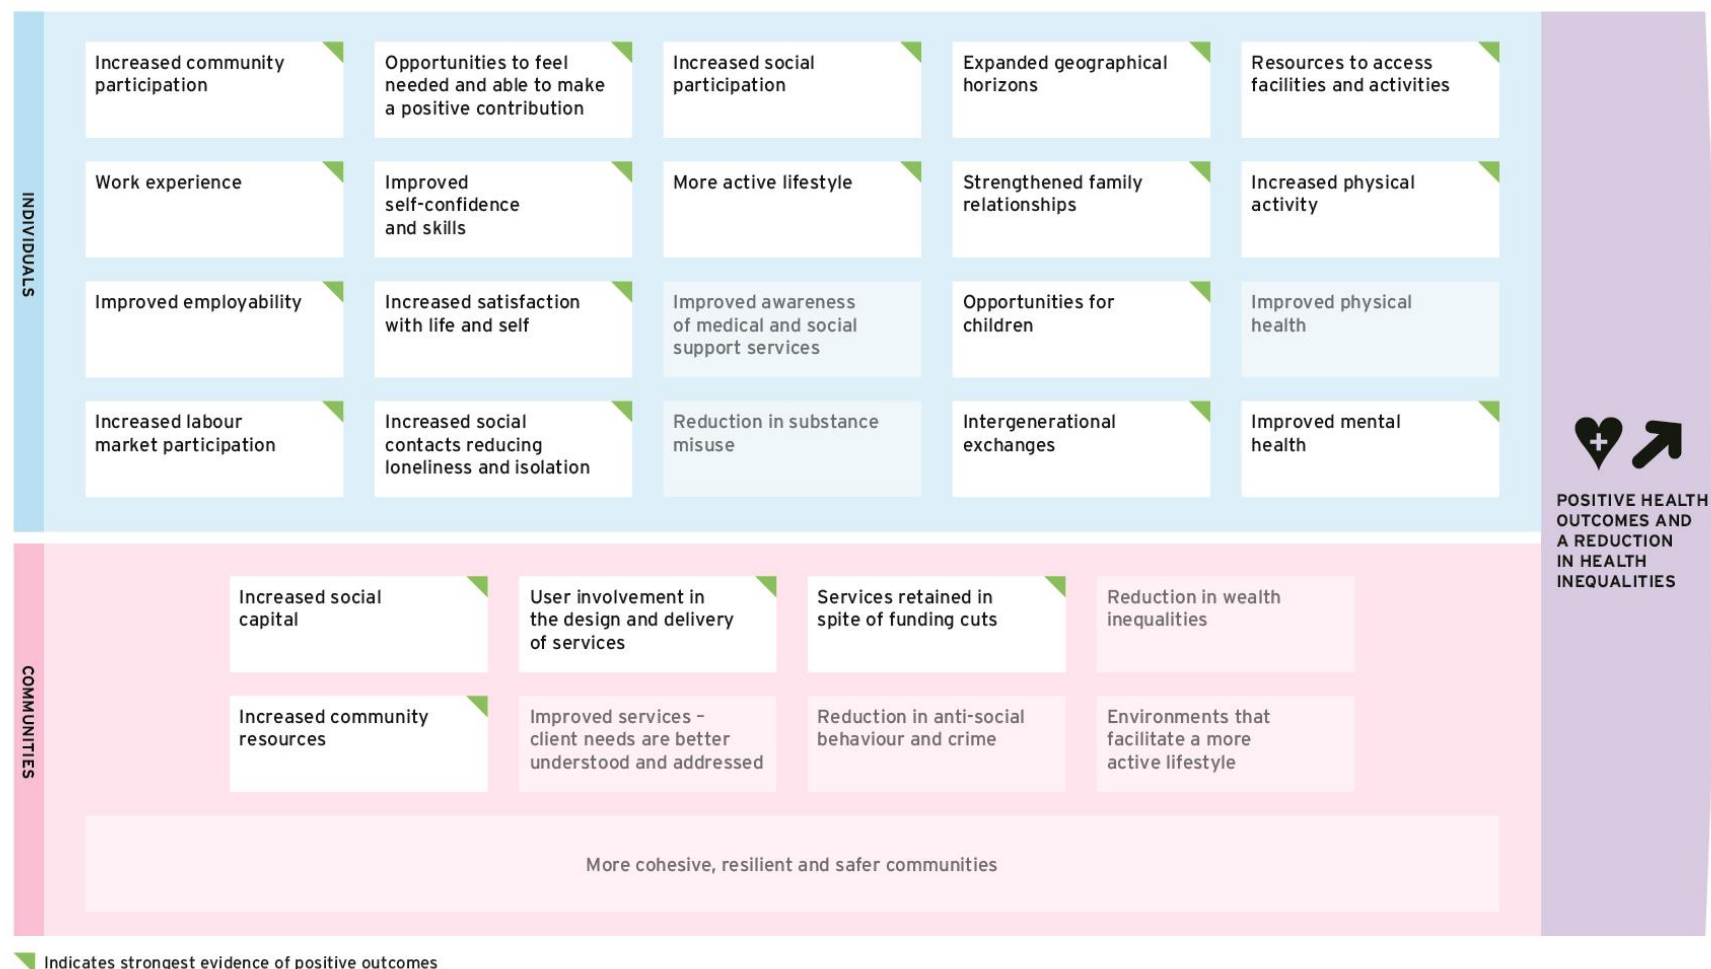 INDIVIDUALS
Increased community
participation
Opportunities to feel
needed and able to make
a positive contribution
Increased social
participation
Expanded geographical
horizons
Resources to access
facilities and activities
Work experience
Improved
self-confidence
and skills
More active lifestyle
Strengthened family
relationships
Increased physical
activity
Improved employability
Increased satisfaction
with life and self
Improved awareness
of medical and social
support services
Opportunities for
children
Improved physical
health
Increased labour
market participation
Increased social
contacts reducing
loneliness and isolation
Reduction in substance
misuse
Intergenerational
exchanges
Improved mental
health
COMMUNITIES
Increased social
capital
User involvement in
the design and delivery
of services
Services retained in
spite of funding cuts
Reduction in wealth
inequalities
Increased community
resources
Improved services –
client needs are better
understood and addressed
Reduction in anti-social
behaviour and crime
Environments that
facilitate a more
active lifestyle
More cohesive, resilient and safer communities
POSITIVE HEALTH
OUTCOMES AND
A REDUCTION
IN HEALTH
INEQUALITIES
Indicates strongest evidence of positive outcomes